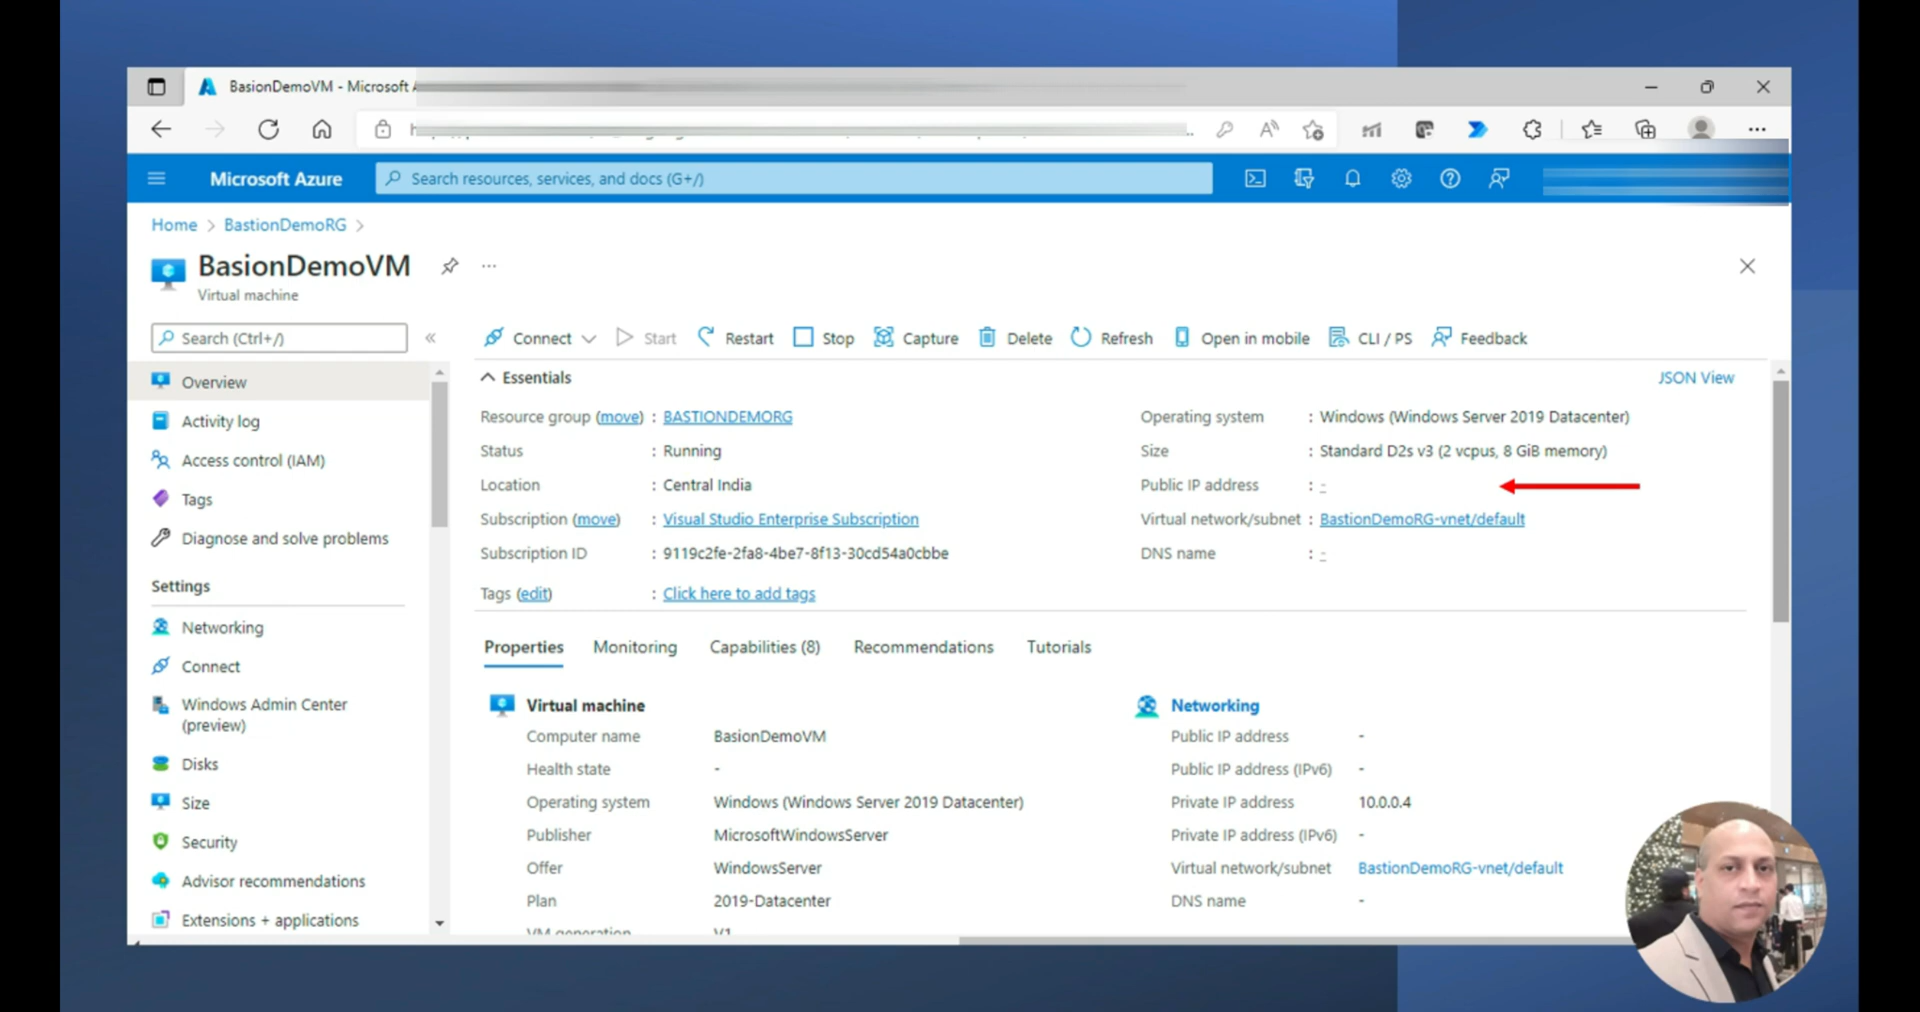 BasionDemoVM - Microsoft
Microsoft Azure
Search resources, services, and docs (G+/)
Home > BastionDemoRG >
BasionDemoVM
Virtual machine
Search (Ctrl+/)
Connect
Start
Restart
Stop
Capture
Delete
Refresh
Open in mobile
CLI / PS
Feedback
Overview
Activity log
Access control (IAM)
Tags
Diagnose and solve problems
Settings
Networking
Connect
Windows Admin Center
(preview)
Disks
Size
Security
Advisor recommendations
Extensions + applications
Essentials
JSON View
Resource group (move) : BASTIONDEMORG
Status : Running
Location : Central India
Subscription (move) : Visual Studio Enterprise Subscription
Subscription ID : 9119c2fe-2fa8-4be7-8f13-30cd54a0cbbe
Tags (edit) : Click here to add tags
Operating system : Windows (Windows Server 2019 Datacenter)
Size : Standard D2s v3 (2 vcpus, 8 GiB memory)
Public IP address : -
Virtual network/subnet : BastionDemoRG-vnet/default
DNS name : -
Properties
Monitoring
Capabilities (8)
Recommendations
Tutorials
Virtual machine
Computer name BasionDemoVM
Health state -
Operating system Windows (Windows Server 2019 Datacenter)
Publisher MicrosoftWindowsServer
Offer WindowsServer
Plan 2019-Datacenter
VM generation V1
Networking
Public IP address -
Public IP address (IPv6) -
Private IP address 10.0.0.4
Private IP address (IPv6) -
Virtual network/subnet BastionDemoRG-vnet/default
DNS name -